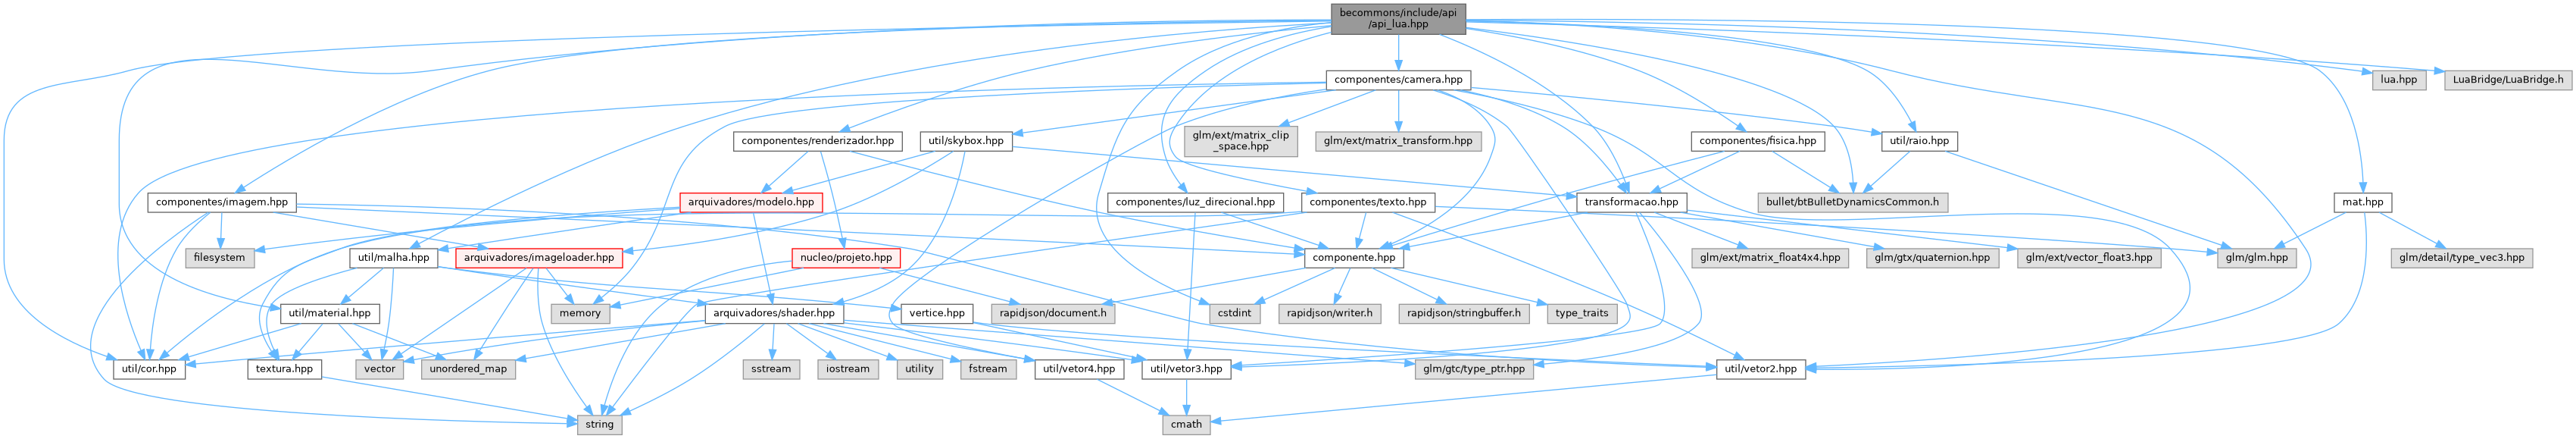 becommons/include/api
/api_lua.hpp
componentes/camera.hpp
lua.hpp
LuaBridge/LuaBridge.h
componentes/renderizador.hpp
util/skybox.hpp
glm/ext/matrix_clip
_space.hpp
glm/ext/matrix_transform.hpp
componentes/fisica.hpp
util/raio.hpp
componentes/imagem.hpp
arquivadores/modelo.hpp
componentes/luz_direcional.hpp
componentes/texto.hpp
transformacao.hpp
bullet/btBulletDynamicsCommon.h
mat.hpp
filesystem
util/malha.hpp
arquivadores/imageloader.hpp
nucleo/projeto.hpp
componente.hpp
glm/ext/matrix_float4x4.hpp
glm/gtx/quaternion.hpp
glm/ext/vector_float3.hpp
glm/glm.hpp
glm/detail/type_vec3.hpp
util/material.hpp
memory
arquivadores/shader.hpp
vertice.hpp
rapidjson/document.h
cstdint
rapidjson/writer.h
rapidjson/stringbuffer.h
type_traits
util/cor.hpp
textura.hpp
vector
unordered_map
sstream
iostream
utility
fstream
util/vetor4.hpp
util/vetor3.hpp
glm/gtc/type_ptr.hpp
util/vetor2.hpp
string
cmath